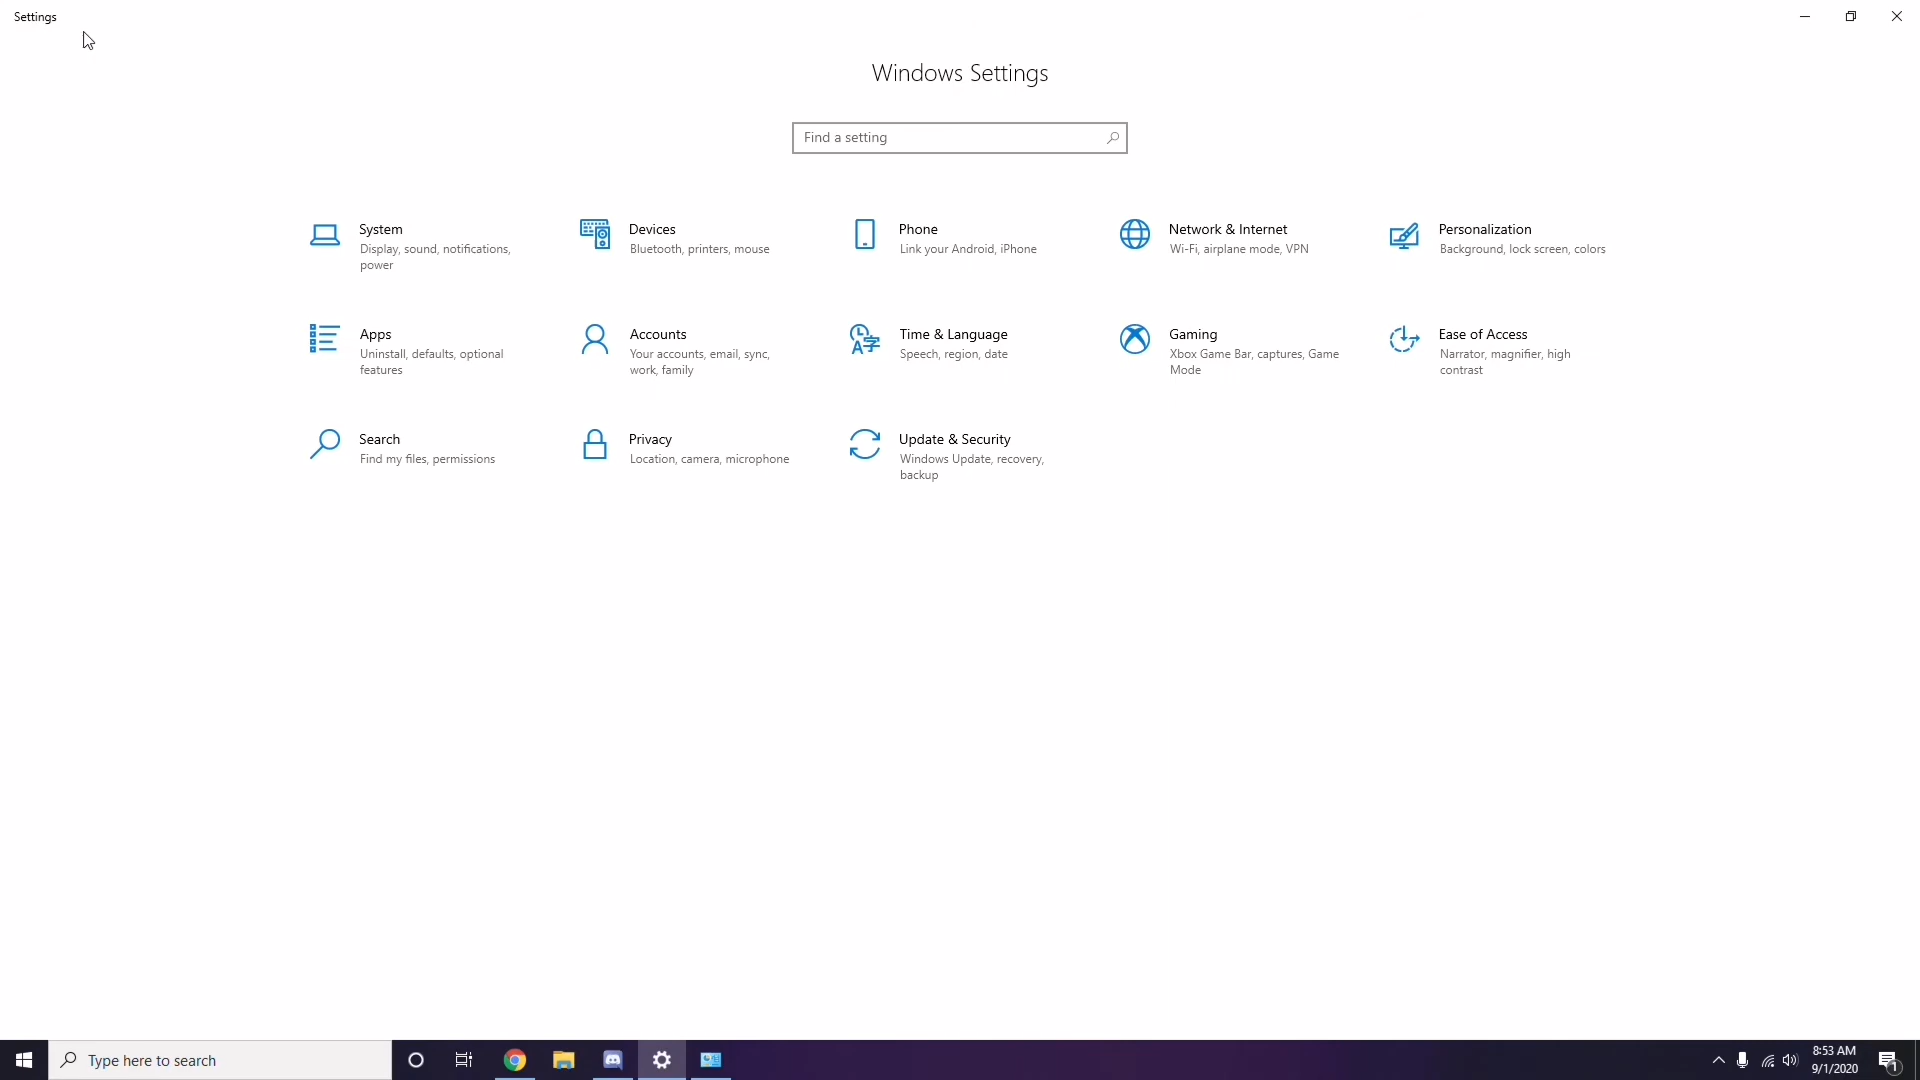 Settings
Windows Settings
Find a setting
System
Display, sound, notifications,
power
Devices
Bluetooth, printers, mouse
Phone
Link your Android, iPhone
Network & Internet
Wi-Fi, airplane mode, VPN
Personalization
Background, lock screen, colors
Apps
Uninstall, defaults, optional
features
Accounts
Your accounts, email, sync,
work, family
Time & Language
Speech, region, date
Gaming
Xbox Game Bar, captures, Game
Mode
Ease of Access
Narrator, magnifier, high
contrast
Search
Find my files, permissions
Privacy
Location, camera, microphone
Update & Security
Windows Update, recovery,
backup
Type here to search
8:53 AM
9/1/2020
1